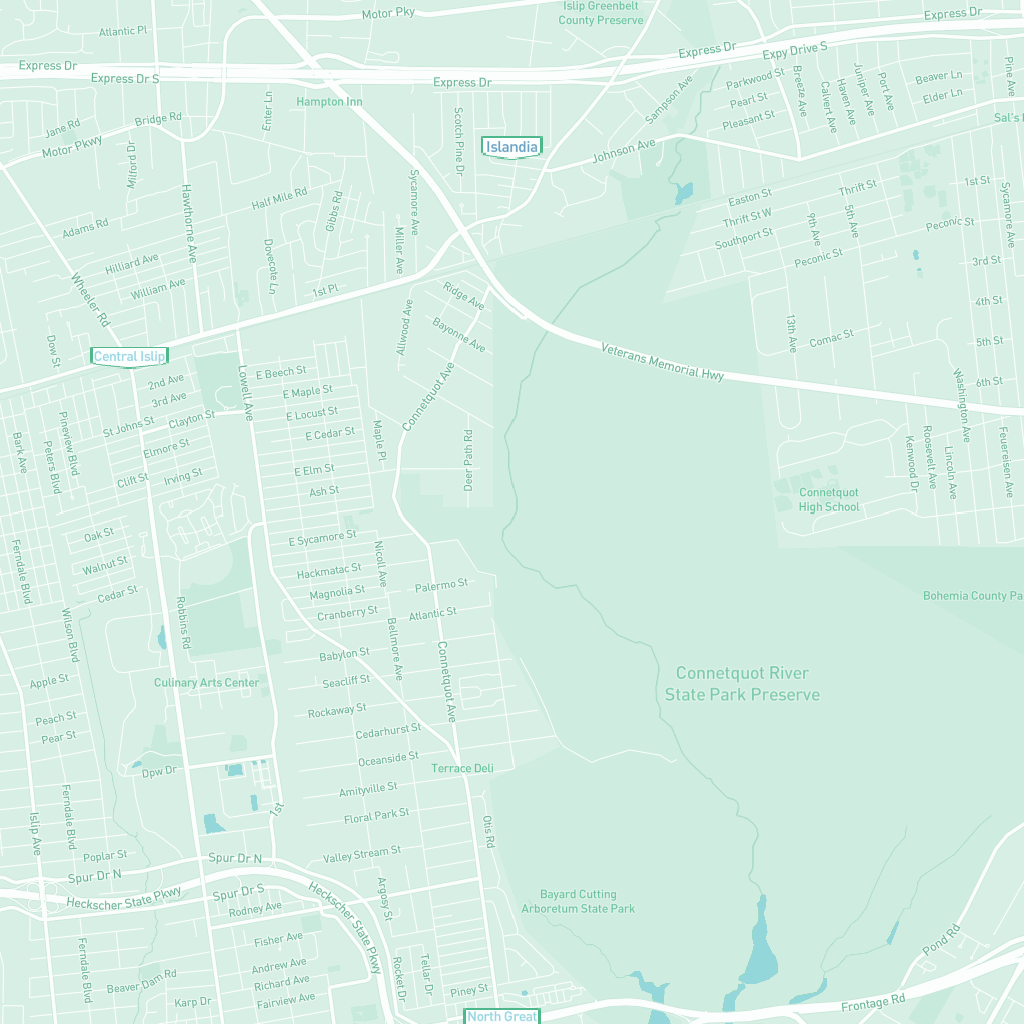 Motor Pky
Islip Greenbelt
County Preserve
Express Dr
Atlantic Pl
Express Dr
Expy Drive S
Express Dr
Express Dr S
Express Dr
Hampton Inn
Enter Ln
Scotch Pine Dr
Sampson Ave
Parkwood St
Pearl St
Pleasant St
Breeze Ave
Calvert Ave
Haven Ave
Juniper Ave
Port Ave
Beaver Ln
Elder Ln
Pine Ave
Bridge Rd
Jane Rd
Motor Pkwy
Islandia
Johnson Ave
Milford Dr
Hawthorne Ave
Half Mile Rd
Gibbs Rd
Sycamore Ave
Miller Ave
Adams Rd
Dovecote Ln
Hilliard Ave
William Ave
Wheeler Rd
1st Pl
Easton St
Thrift St W
Southport St
Thrift St
9th Ave
5th Ave
Peconic St
Peconic St
1st St
Sycamore Ave
3rd St
4th St
5th St
6th St
13th Ave
Comac St
Ridge Ave
Bayonne Ave
Allwood Ave
Connetquot Ave
Veterans Memorial Hwy
Dow St
Central Islip
2nd Ave
3rd Ave
Clayton St
St Johns St
Elmore St
Clift St
Irving St
Lowell Ave
E Beech St
E Maple St
E Locust St
E Cedar St
E Elm St
Ash St
E Sycamore St
Maple Pl
Deer Path Rd
Bark Ave
Peters Blvd
Pineview Blvd
Oak St
Walnut St
Cedar St
Ferndale Blvd
Wilson Blvd
Washington Ave
Kenwood Dr
Roosevelt Ave
Lincoln Ave
Feuereisen Ave
Connetquot
High School
Hackmatac St
Magnolia St
Cranberry St
Nicoll Ave
Palermo St
Atlantic St
Bellmore Ave
Connetquot Ave
Robbins Rd
Babylon St
Seacliff St
Rockaway St
Cedarhurst St
Oceanside St
Amityville St
Floral Park St
Valley Stream St
Culinary Arts Center
Apple St
Peach St
Pear St
Dpw Dr
1st
Terrace Deli
Otis Rd
Connetquot River
State Park Preserve
Islip Ave
Ferndale Blvd
Poplar St
Spur Dr N
Spur Dr N
Heckscher State Pkwy
Spur Dr S
Heckscher State Pkwy
Rodney Ave
Argosy St
Fisher Ave
Andrew Ave
Richard Ave
Fairview Ave
Karp Dr
Beaver Dam Rd
Ferndale Blvd
Rocket Dr
Tellar Dr
Piney St
North Great
Bayard Cutting
Arboretum State Park
Pond Rd
Frontage Rd